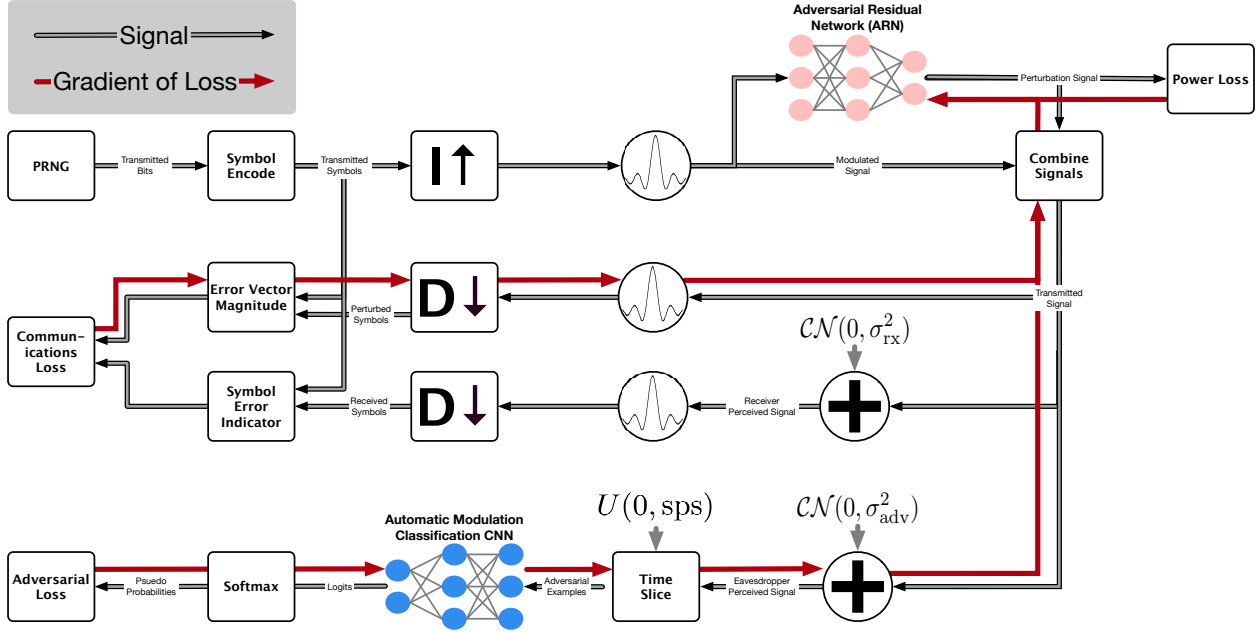 Signal
Gradient of Loss
Adversarial Residual
Network (ARN)
Perturbation Signal
Power Loss
PRNG
Transmitted
Bits
Symbol
Encode
Transmitted
Symbols
I
Modulated
Signal
Combine
Signals
Error Vector
Magnitude
Perturbed
Symbols
D
Transmitted
Signal
Commun-
ications
Loss
CN(0, σ²rx)
Symbol
Error
Indicator
Received
Symbols
D
Receiver
Perceived Signal
Automatic Modulation
Classification CNN
U(0, sps)
CN(0, σ²adv)
Adversarial
Loss
Psuedo
Probabilities
Softmax
Logits
Adversarial
Examples
Time
Slice
Eavesdropper
Perceived Signal